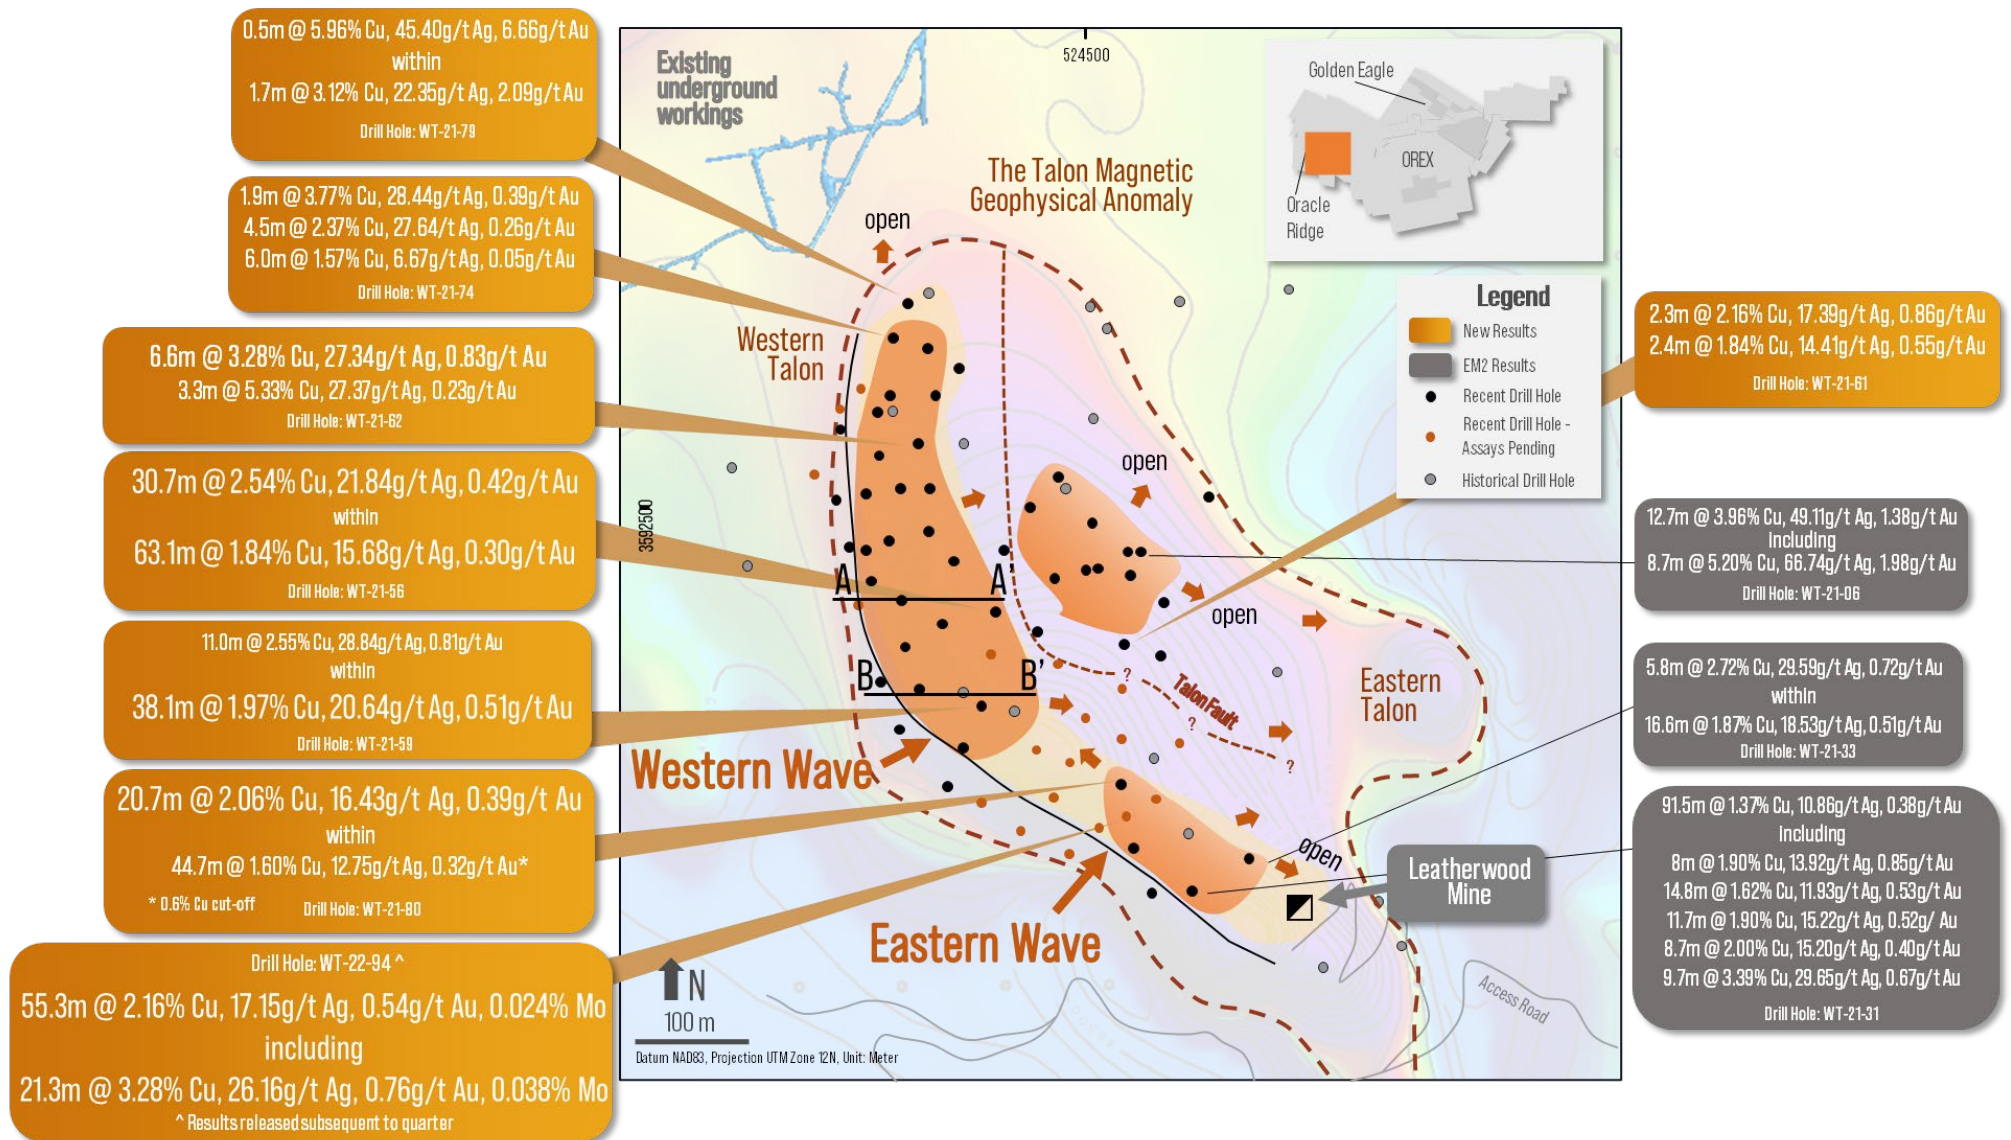 0.5m @ 5.96% Cu, 45.40g/t Ag, 6.66g/t Au
within
1.7m @ 3.12% Cu, 22.35g/t Ag, 2.09g/t Au
Drill Hole: WT-21-79
1.9m @ 3.77% Cu, 28.44g/t Ag, 0.39g/t Au
4.5m @ 2.37% Cu, 27.64/t Ag, 0.26g/t Au
6.0m @ 1.57% Cu, 6.67g/t Ag, 0.05g/t Au
Drill Hole: WT-21-74
6.6m @ 3.28% Cu, 27.34g/t Ag, 0.83g/t Au
3.3m @ 5.33% Cu, 27.37g/t Ag, 0.23g/t Au
Drill Hole: WT-21-62
30.7m @ 2.54% Cu, 21.84g/t Ag, 0.42g/t Au
within
63.1m @ 1.84% Cu, 15.68g/t Ag, 0.30g/t Au
Drill Hole: WT-21-56
11.0m @ 2.55% Cu, 28.84g/t Ag, 0.81g/t Au
within
38.1m @ 1.97% Cu, 20.64g/t Ag, 0.51g/t Au
Drill Hole: WT-21-59
20.7m @ 2.06% Cu, 16.43g/t Ag, 0.39g/t Au
within
44.7m @ 1.60% Cu, 12.75g/t Ag, 0.32g/t Au*
* 0.6% Cu cut-off
Drill Hole: WT-21-80
Drill Hole: WT-22-94 ^
55.3m @ 2.16% Cu, 17.15g/t Ag, 0.54g/t Au, 0.024% Mo
including
21.3m @ 3.28% Cu, 26.16g/t Ag, 0.76g/t Au, 0.038% Mo
^ Results released subsequent to quarter
Existing
underground
workings
524500
3592500
The Talon Magnetic
Geophysical Anomaly
open
Western
Talon
open
open
A
A'
B
B'
?
Talon Fault
?
?
Eastern
Talon
Western Wave
Eastern Wave
open
Leatherwood
Mine
Access Road
N
100 m
Datum NAD83, Projection UTM Zone 12N, Unit: Meter
Golden Eagle
OREX
Oracle
Ridge
Legend
New Results
EM2 Results
Recent Drill Hole
Recent Drill Hole -
Assays Pending
Historical Drill Hole
2.3m @ 2.16% Cu, 17.39g/t Ag, 0.86g/t Au
2.4m @ 1.84% Cu, 14.41g/t Ag, 0.55g/t Au
Drill Hole: WT-21-61
12.7m @ 3.96% Cu, 49.11g/t Ag, 1.38g/t Au
including
8.7m @ 5.20% Cu, 66.74g/t Ag, 1.98g/t Au
Drill Hole: WT-21-06
5.8m @ 2.72% Cu, 29.59g/t Ag, 0.72g/t Au
within
16.6m @ 1.87% Cu, 18.53g/t Ag, 0.51g/t Au
Drill Hole: WT-21-33
91.5m @ 1.37% Cu, 10.86g/t Ag, 0.38g/t Au
including
8m @ 1.90% Cu, 13.92g/t Ag, 0.85g/t Au
14.8m @ 1.62% Cu, 11.93g/t Ag, 0.53g/t Au
11.7m @ 1.90% Cu, 15.22g/t Ag, 0.52g/ Au
8.7m @ 2.00% Cu, 15.20g/t Ag, 0.40g/t Au
9.7m @ 3.39% Cu, 29.65g/t Ag, 0.67g/t Au
Drill Hole: WT-21-31